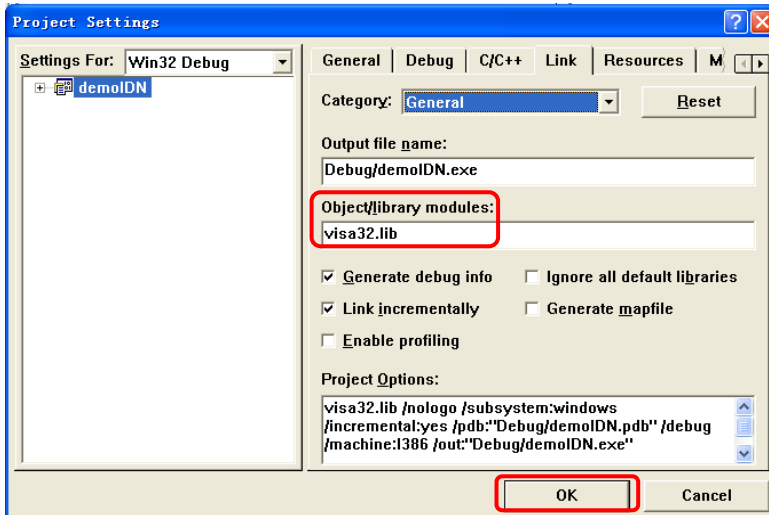 Project Settings
Settings For: Win32 Debug
demoIDN
General Debug C/C++ Link Resources M
Category: General Reset
Output file name:
Debug/demoIDN.exe
Object/library modules:
visa32.lib
Generate debug info Ignore all default libraries
Link incrementally Generate mapfile
Enable profiling
Project Options:
visa32.lib /nologo /subsystem:windows
/incremental:yes /pdb:"Debug/demoIDN.pdb" /debug
/machine:I386 /out:"Debug/demoIDN.exe"
OK Cancel